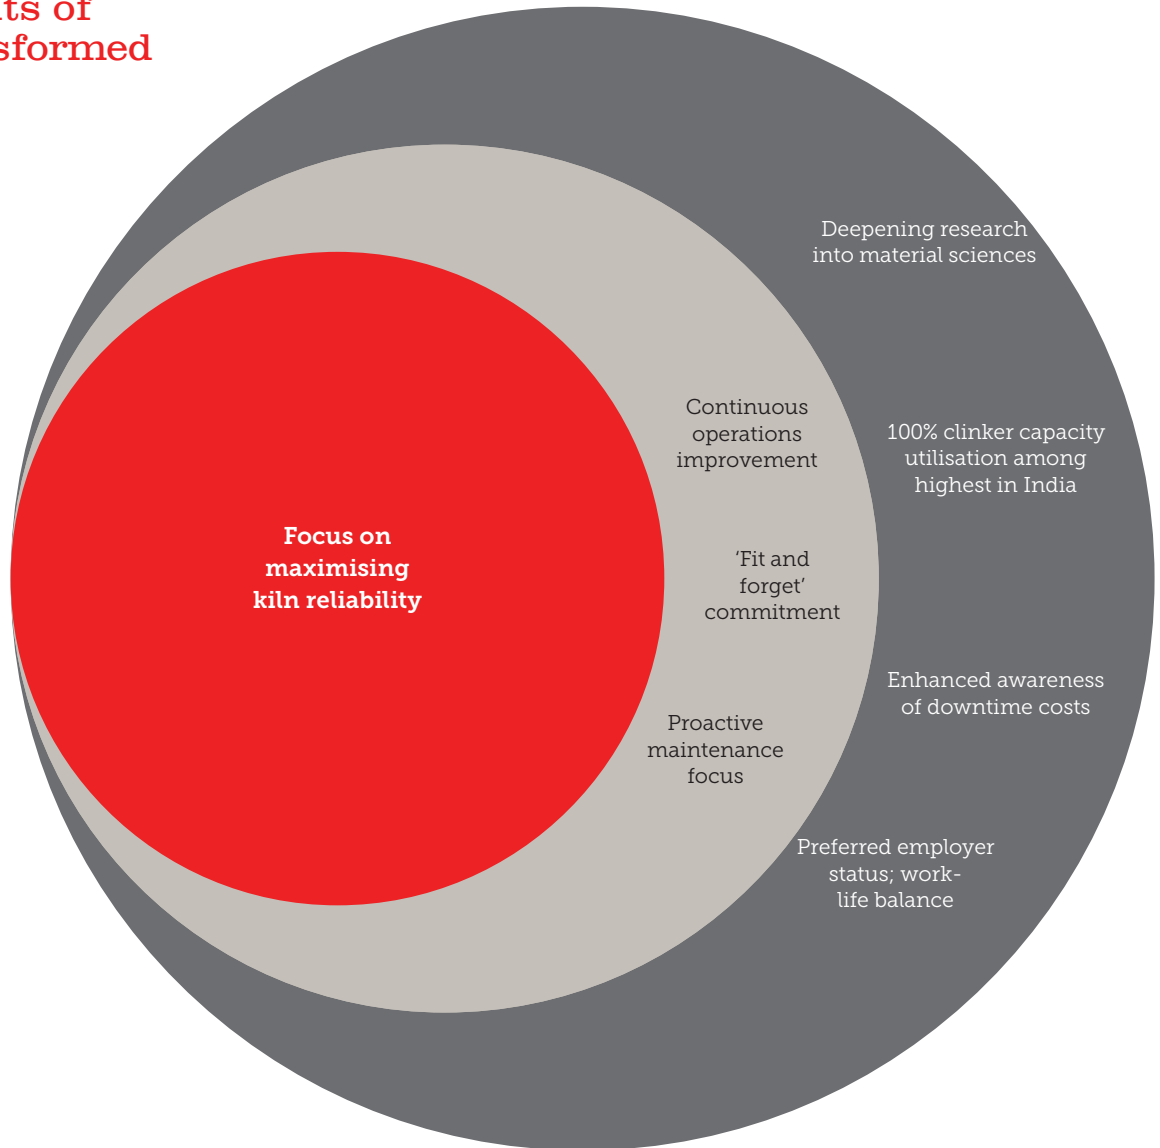 of
Deepening research
into material sciences
Continuous
operations
improvement
100% clinker capacity
utilisation among
highest in India
Focus on
maximising
kiln reliability
‘Fit and
forget’
commitment
Enhanced awareness
of downtime costs
Proactive
maintenance
focus
Preferred employer
status; work-
life balance